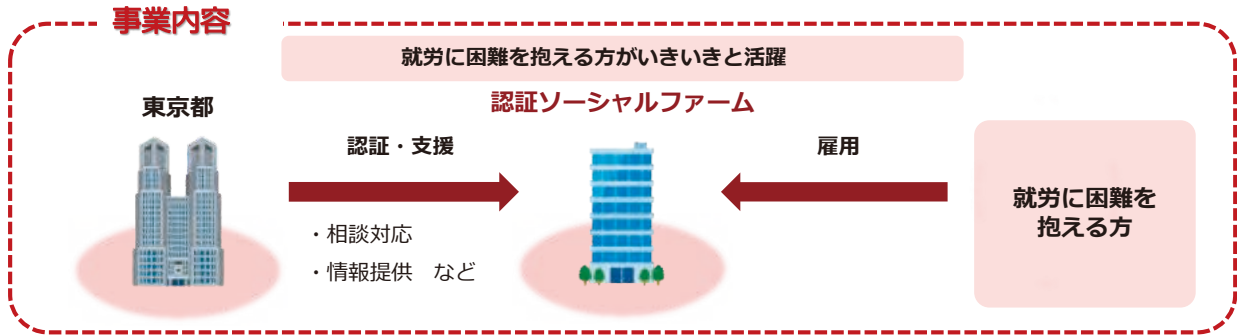 事業内容
就労に困難を抱える方がいきいきと活躍
東京都
認証ソーシャルファーム
認証・支援
雇用
・相談対応
・情報提供　など
就労に困難を
抱える方